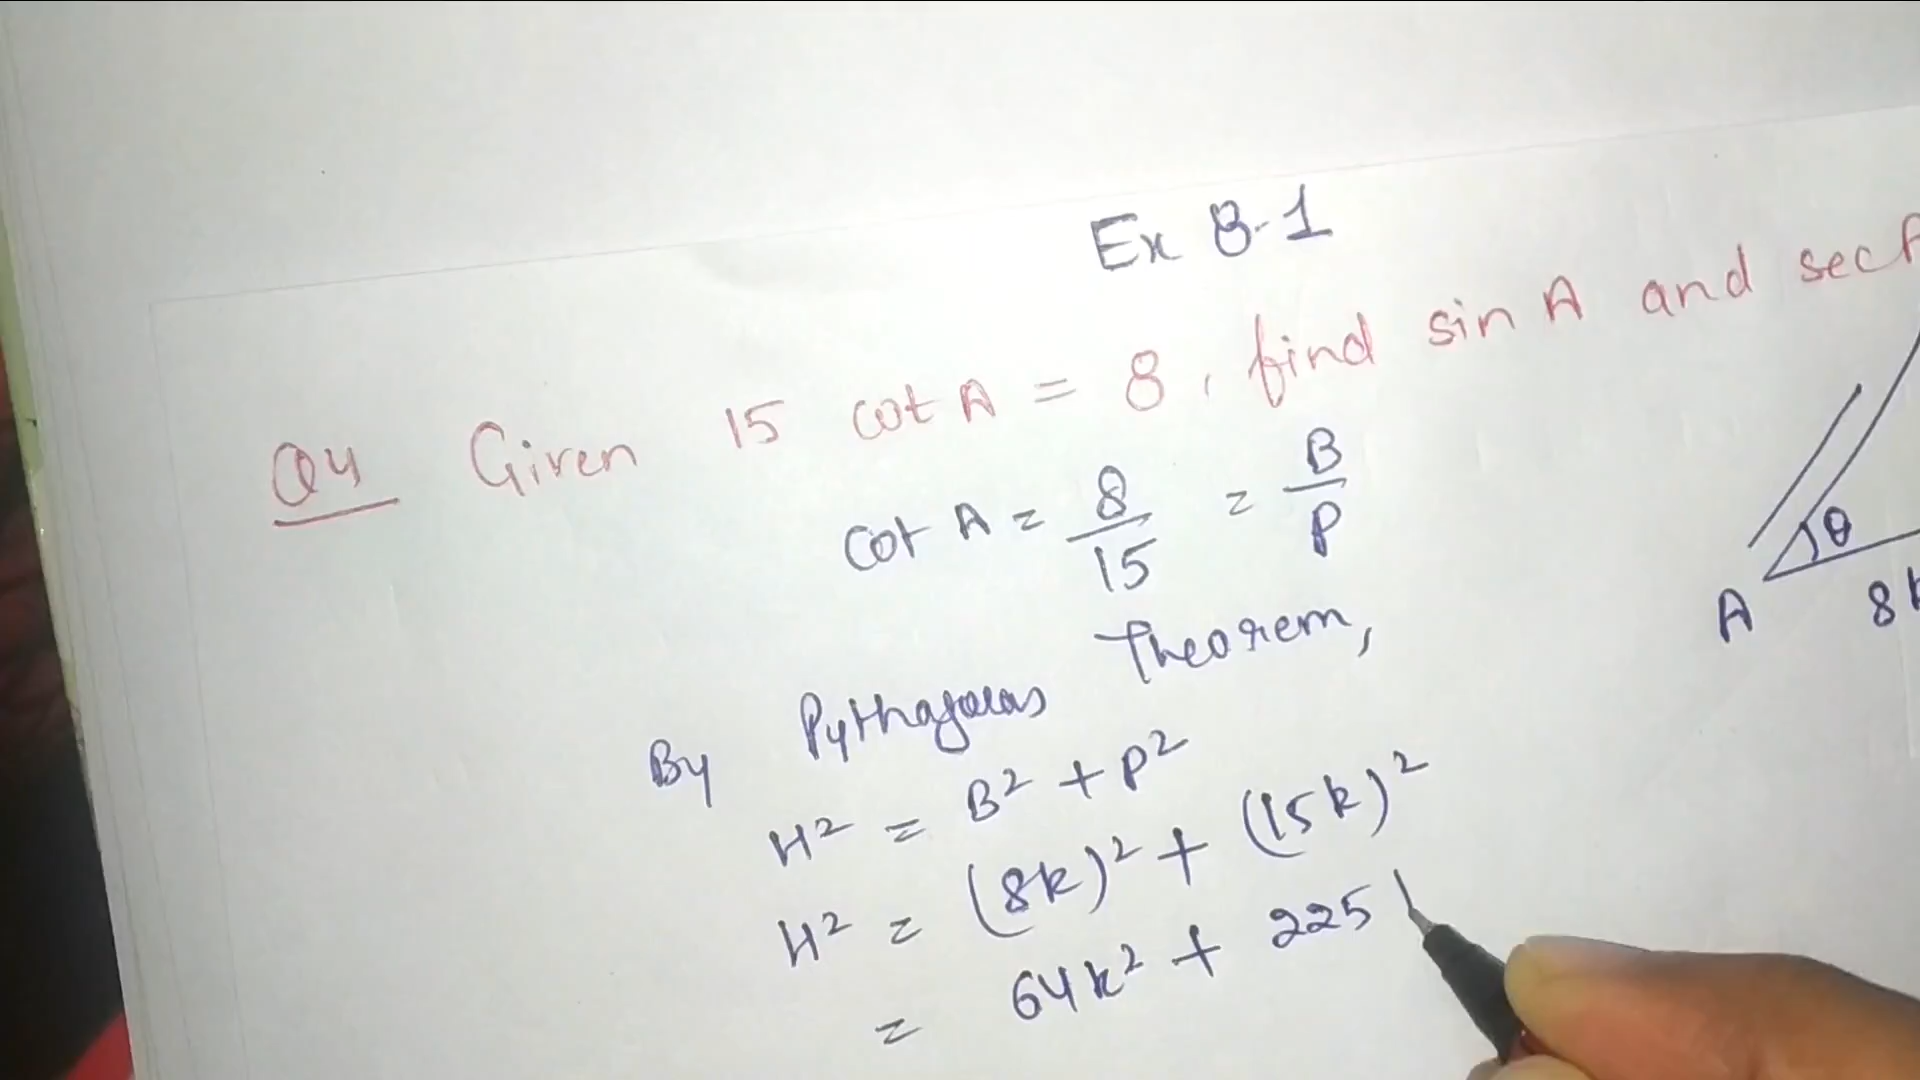 Ex 8.1
Q4 Given 15 cot A = 8, find sin A and sec A
cot A = 8/15 = B/P
θ
A 8k
By Pythagoras Theorem,
H² = B² + P²
H² = (8k)² + (15k)²
= 64k² + 225